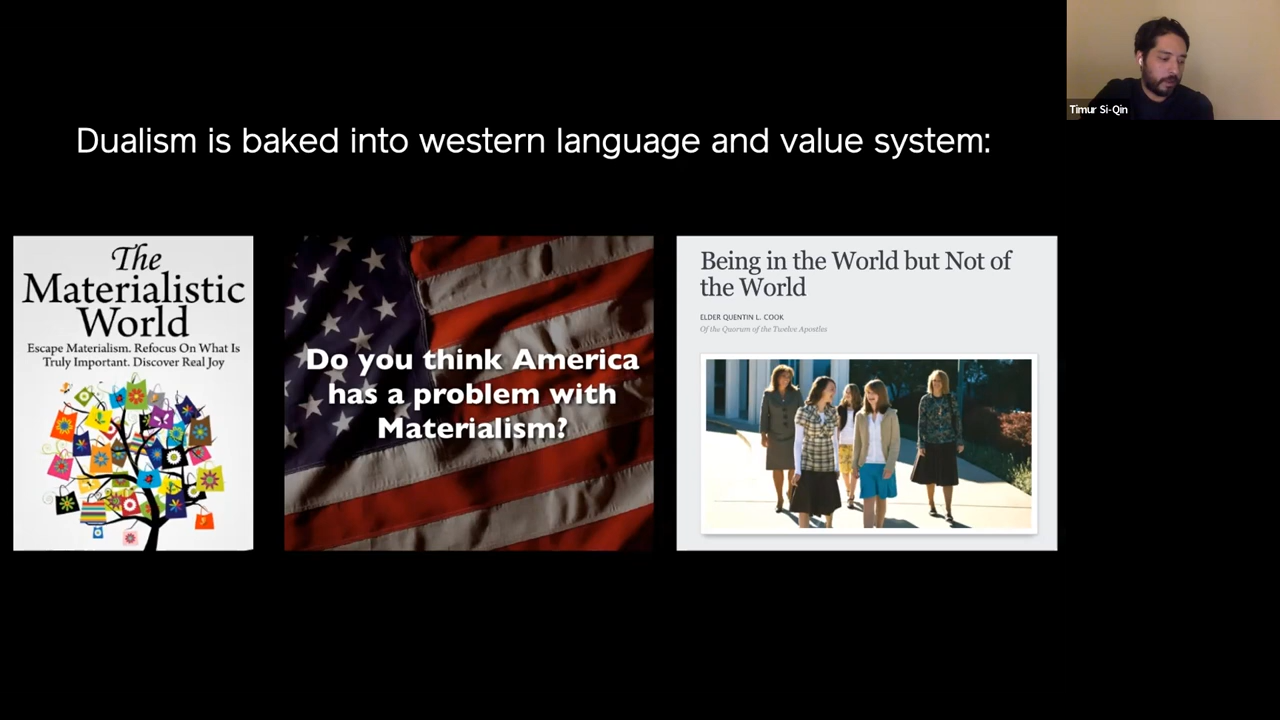 Timur Si-Qin
Dualism is baked into western language and value system:
The
Materialistic
World
Escape Materialism. Refocus On What Is
Truly Important. Discover Real Joy
Do you think America
has a problem with
Materialism?
Being in the World but Not of
the World
ELDER QUENTIN L. COOK
Of the Quorum of the Twelve Apostles